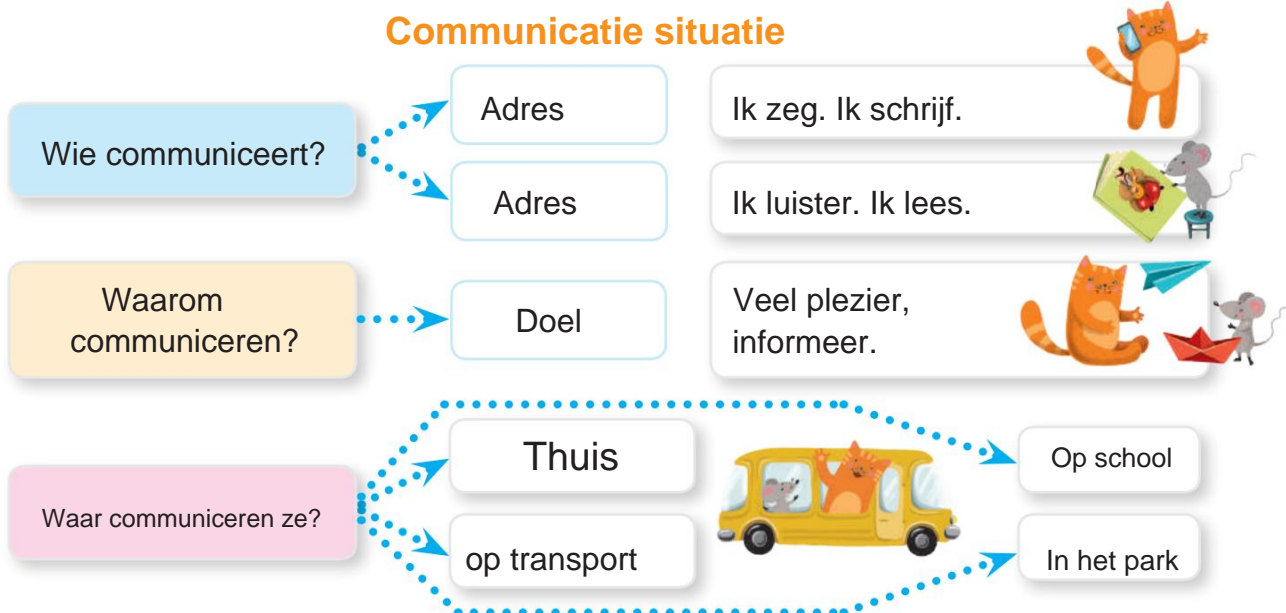 Communicatie situatie
Wie communiceert?
Adres
Ik zeg. Ik schrijf.
Adres
Ik luister. Ik lees.
Waarom
communiceren?
Doel
Veel plezier,
informeer.
Waar communiceren ze?
Thuis
Op school
op transport
In het park